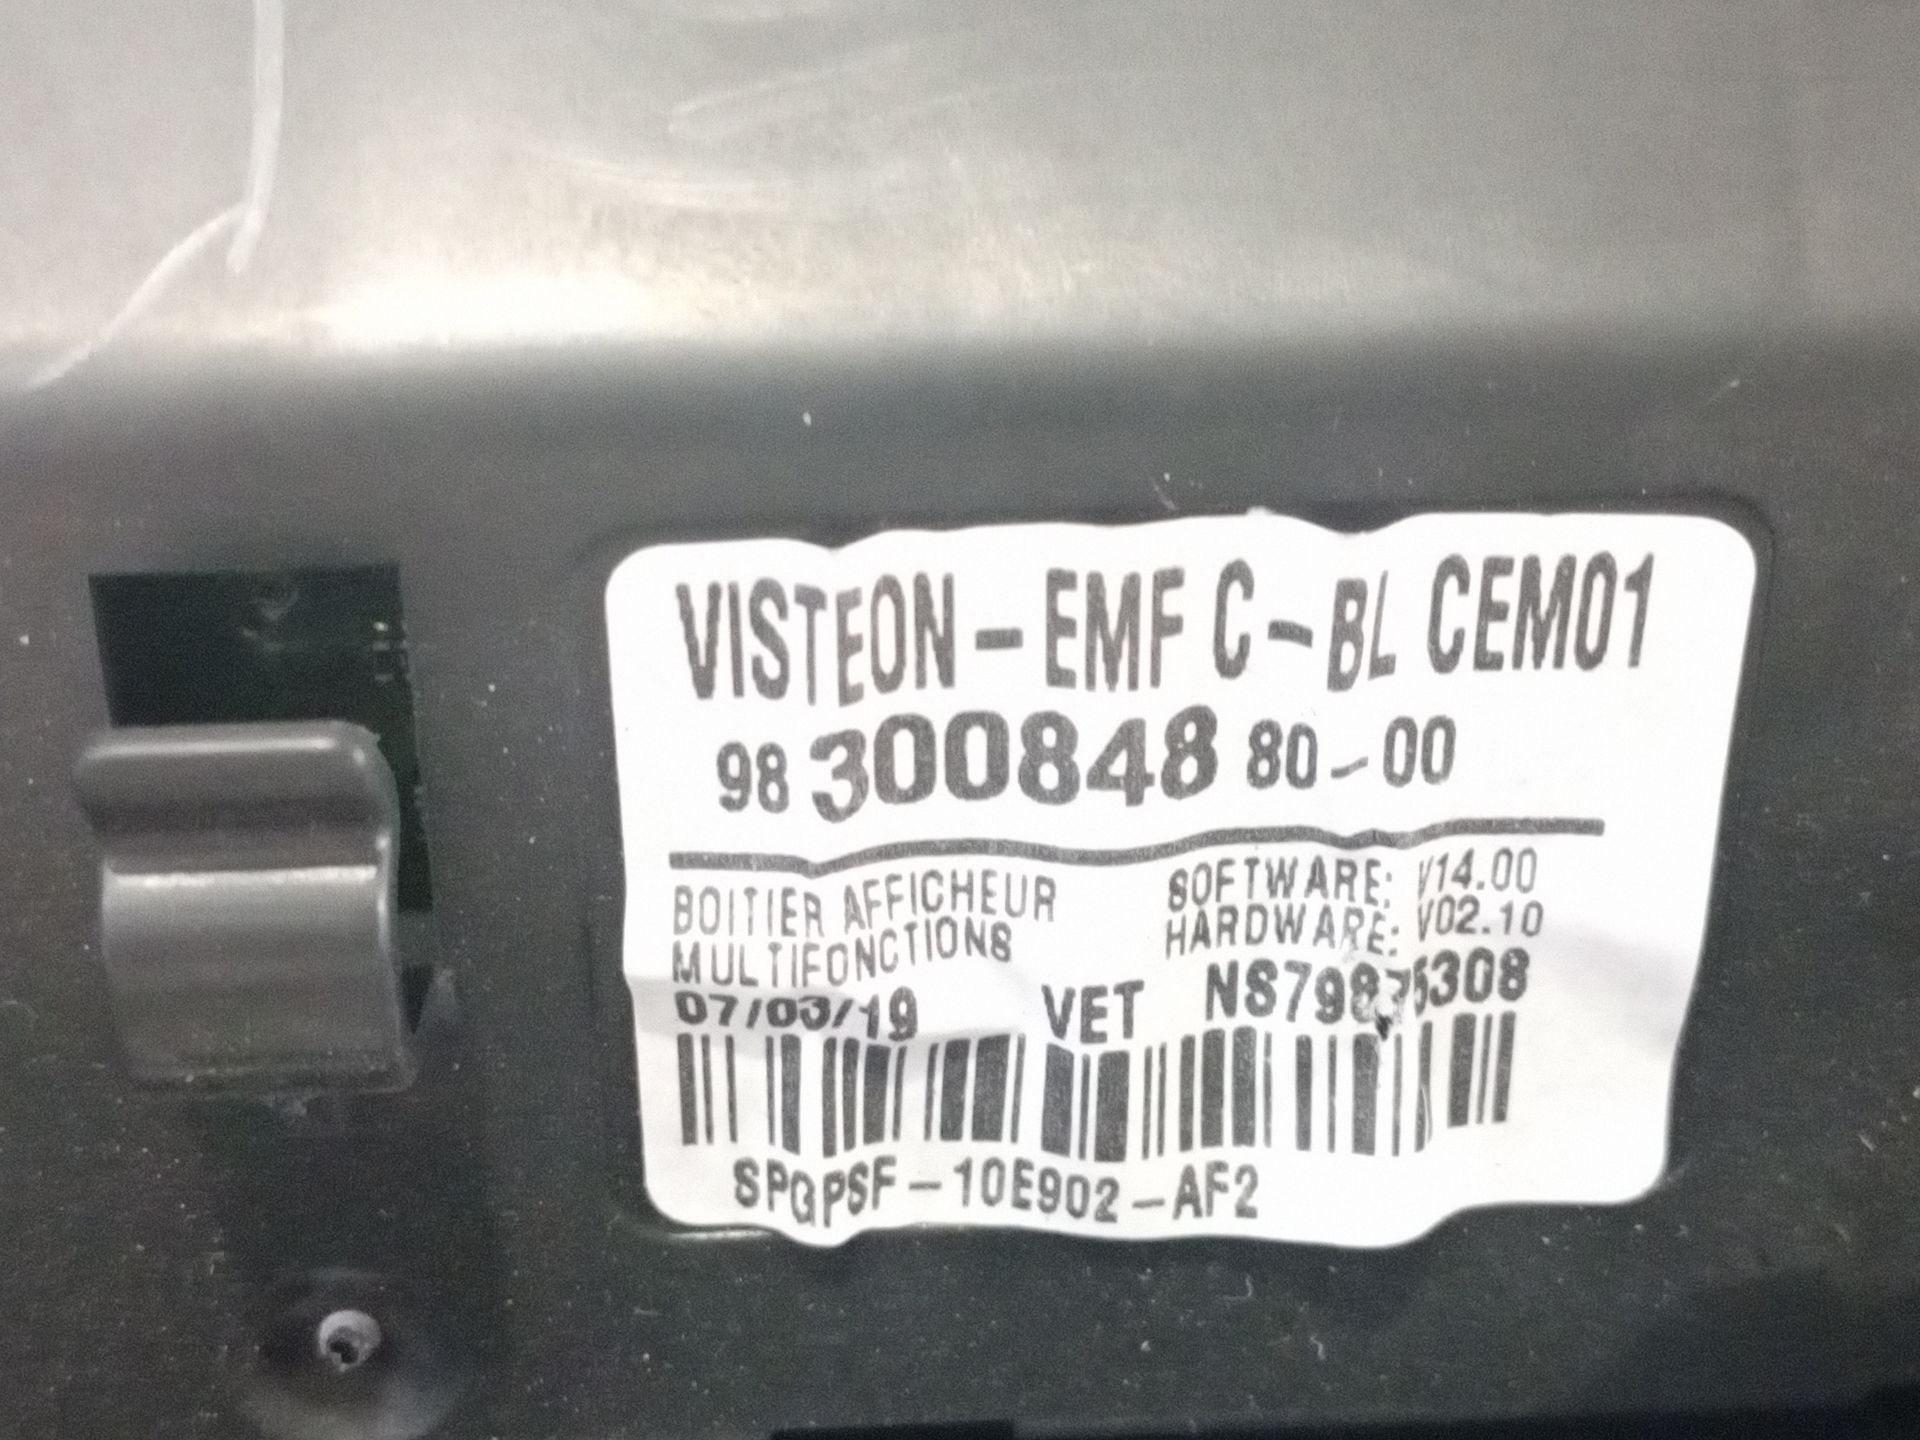 VISTEON-EMF C-BL CEM01
98 300848 80-00
BOITIER AFFICHEUR SOFTWARE: V14.00
MULTIFONCTIONS HARDWARE: V02.10
07/03/19 VET
SPGPSF-10E902-AF2